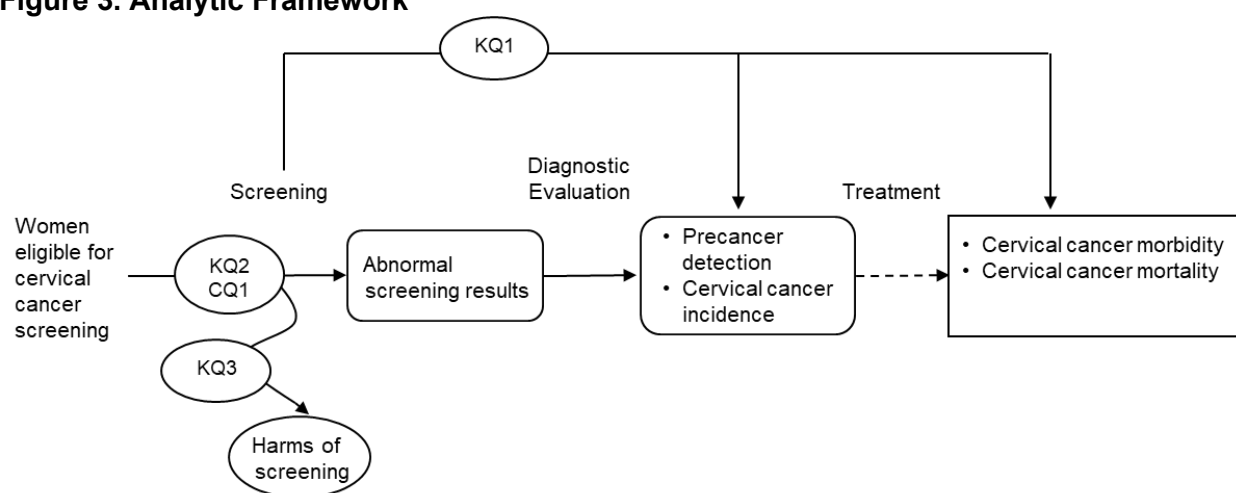 Figure 3. Analytic Framework
KQ1
Screening
Diagnostic
Evaluation
Treatment
Women
eligible for
cervical
cancer
screening
KQ2
CQ1
Abnormal
screening results
• Precancer
detection
• Cervical cancer
incidence
• Cervical cancer morbidity
• Cervical cancer mortality
KQ3
Harms of
screening